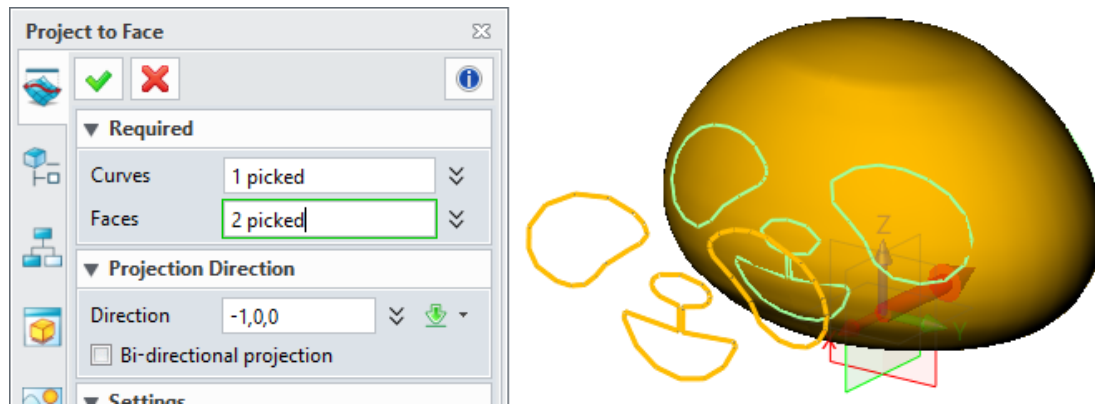 Project to Face
Required
Curves 1 picked
Faces 2 picked
Projection Direction
Direction -1,0,0
Bi-directional projection
Settings
Z
Y